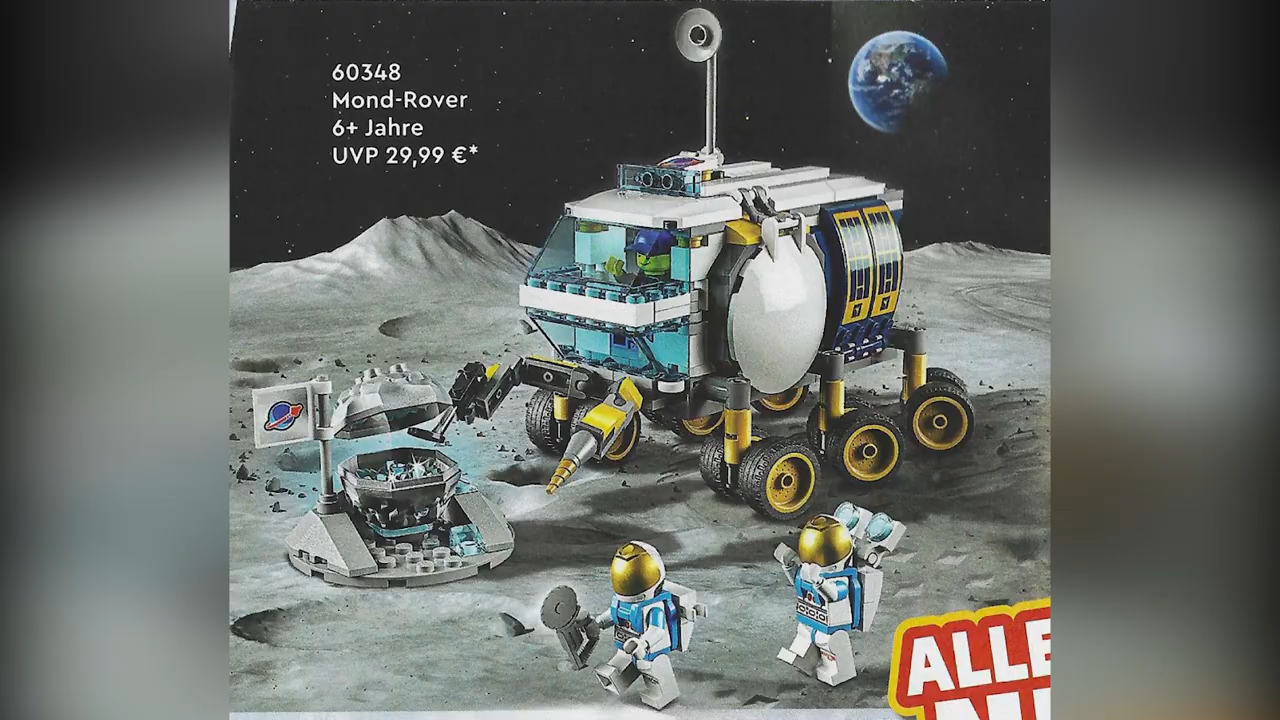 60348
Mond-Rover
6+ Jahre
UVP 29,99 €*
ALLE